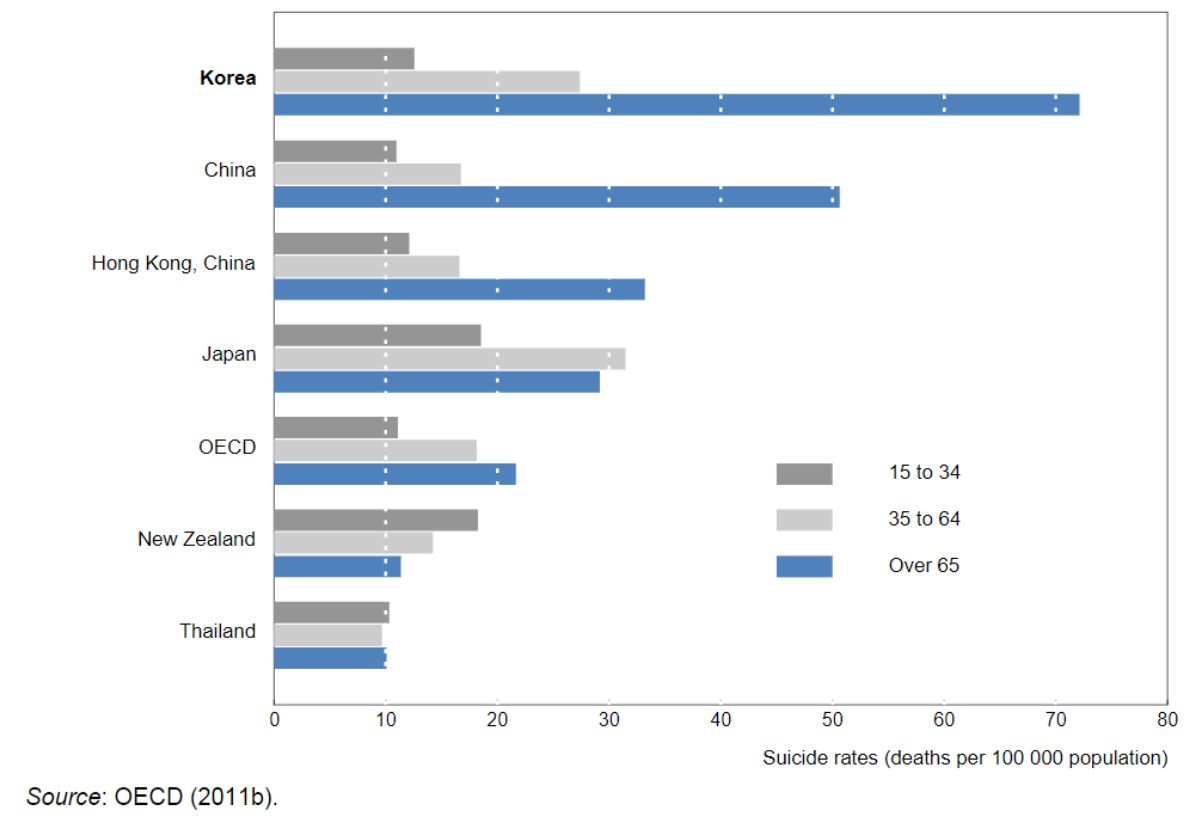 Korea
China
Hong Kong, China
Japan
OECD
15 to 34
35 to 64
New Zealand
Over 65
Thailand
0 10 20 30 40 50 60 70 80
Suicide rates (deaths per 100 000 population)
Source: OECD (2011b).